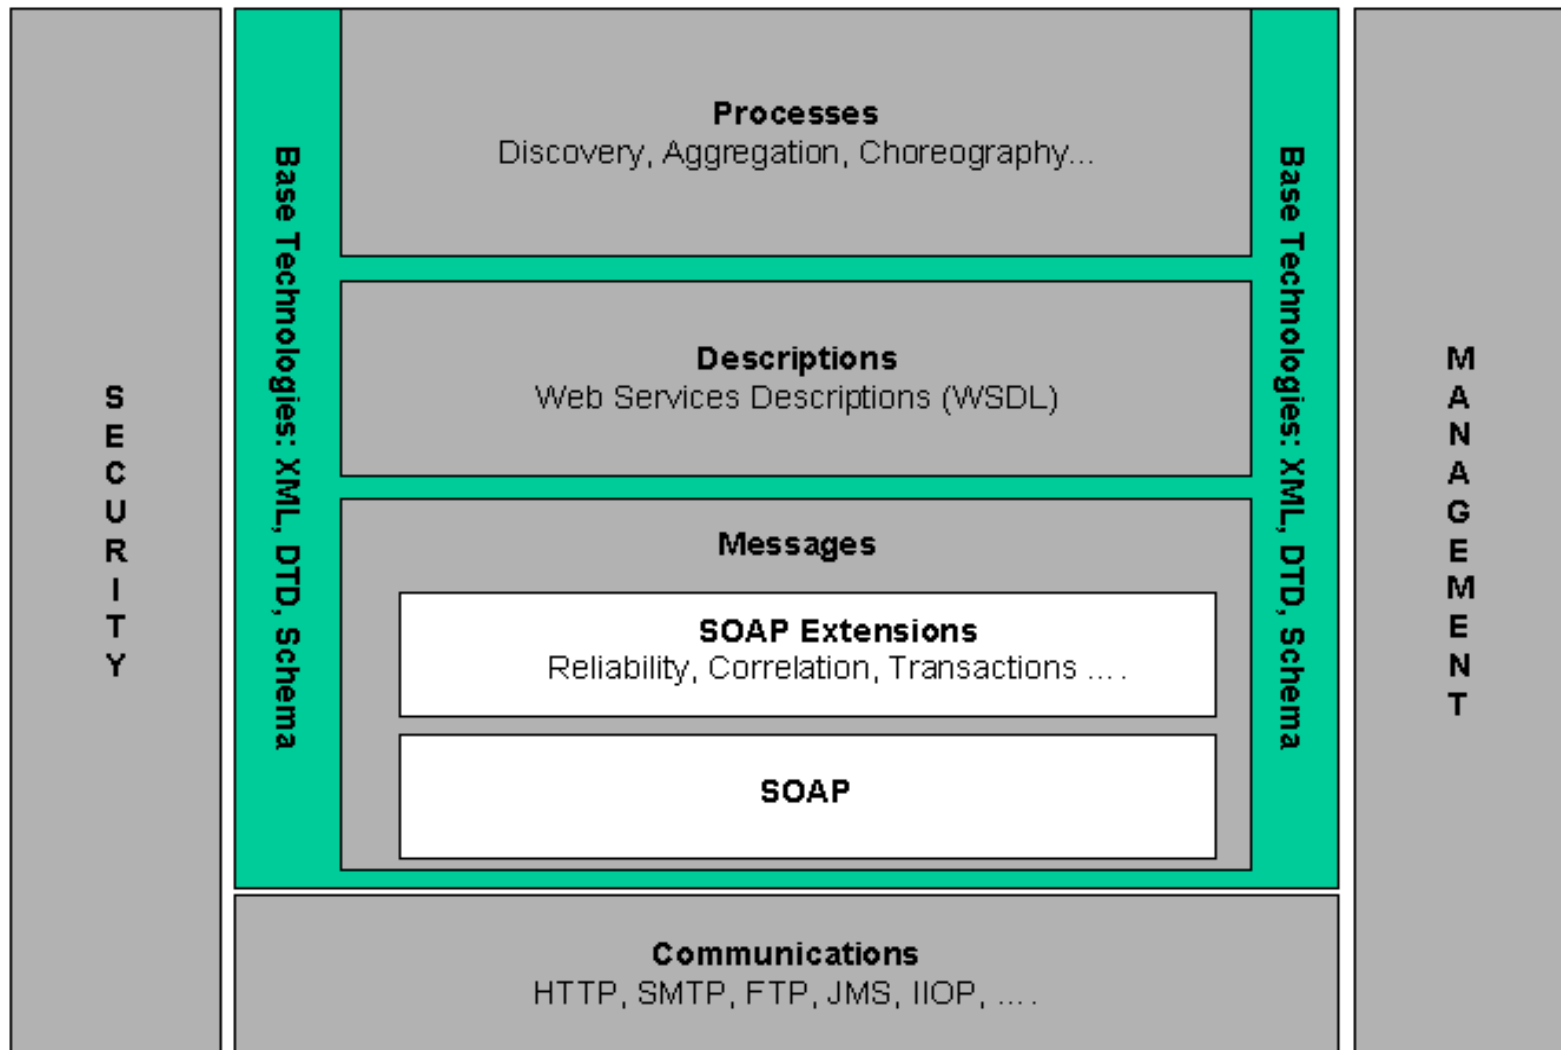 SECURITY
Base Technologies: XML, DTD, Schema
Processes
Discovery, Aggregation, Choreography...
Descriptions
Web Services Descriptions (WSDL)
Messages
SOAP Extensions
Reliability, Correlation, Transactions ....
SOAP
Base Technologies: XML, DTD, Schema
MANAGEMENT
Communications
HTTP, SMTP, FTP, JMS, IIOP, ....